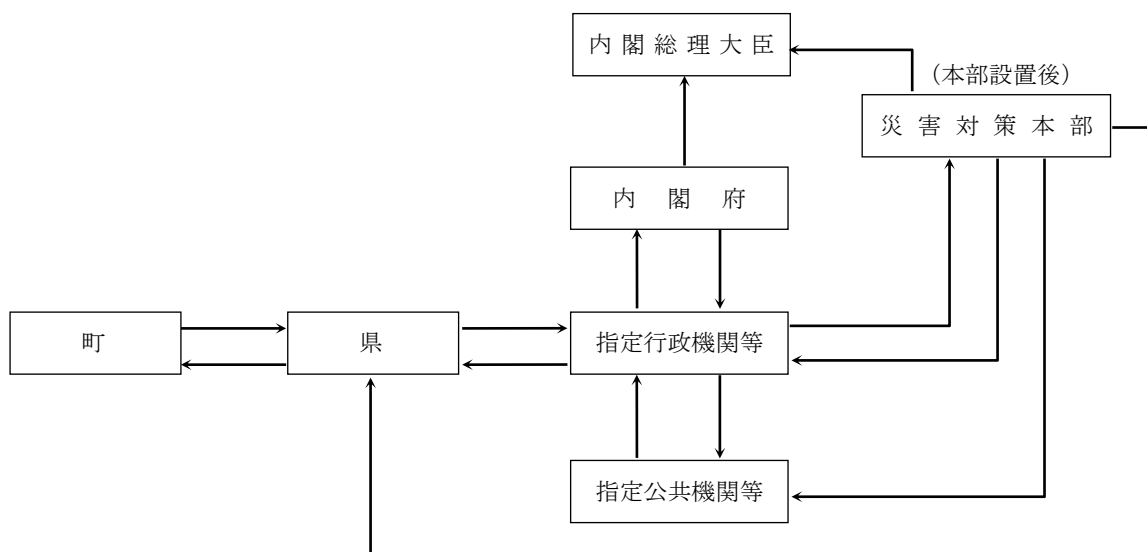 内閣総理大臣
(本部設置後)
災害対策本部
内閣府
町
県
指定行政機関等
指定公共機関等